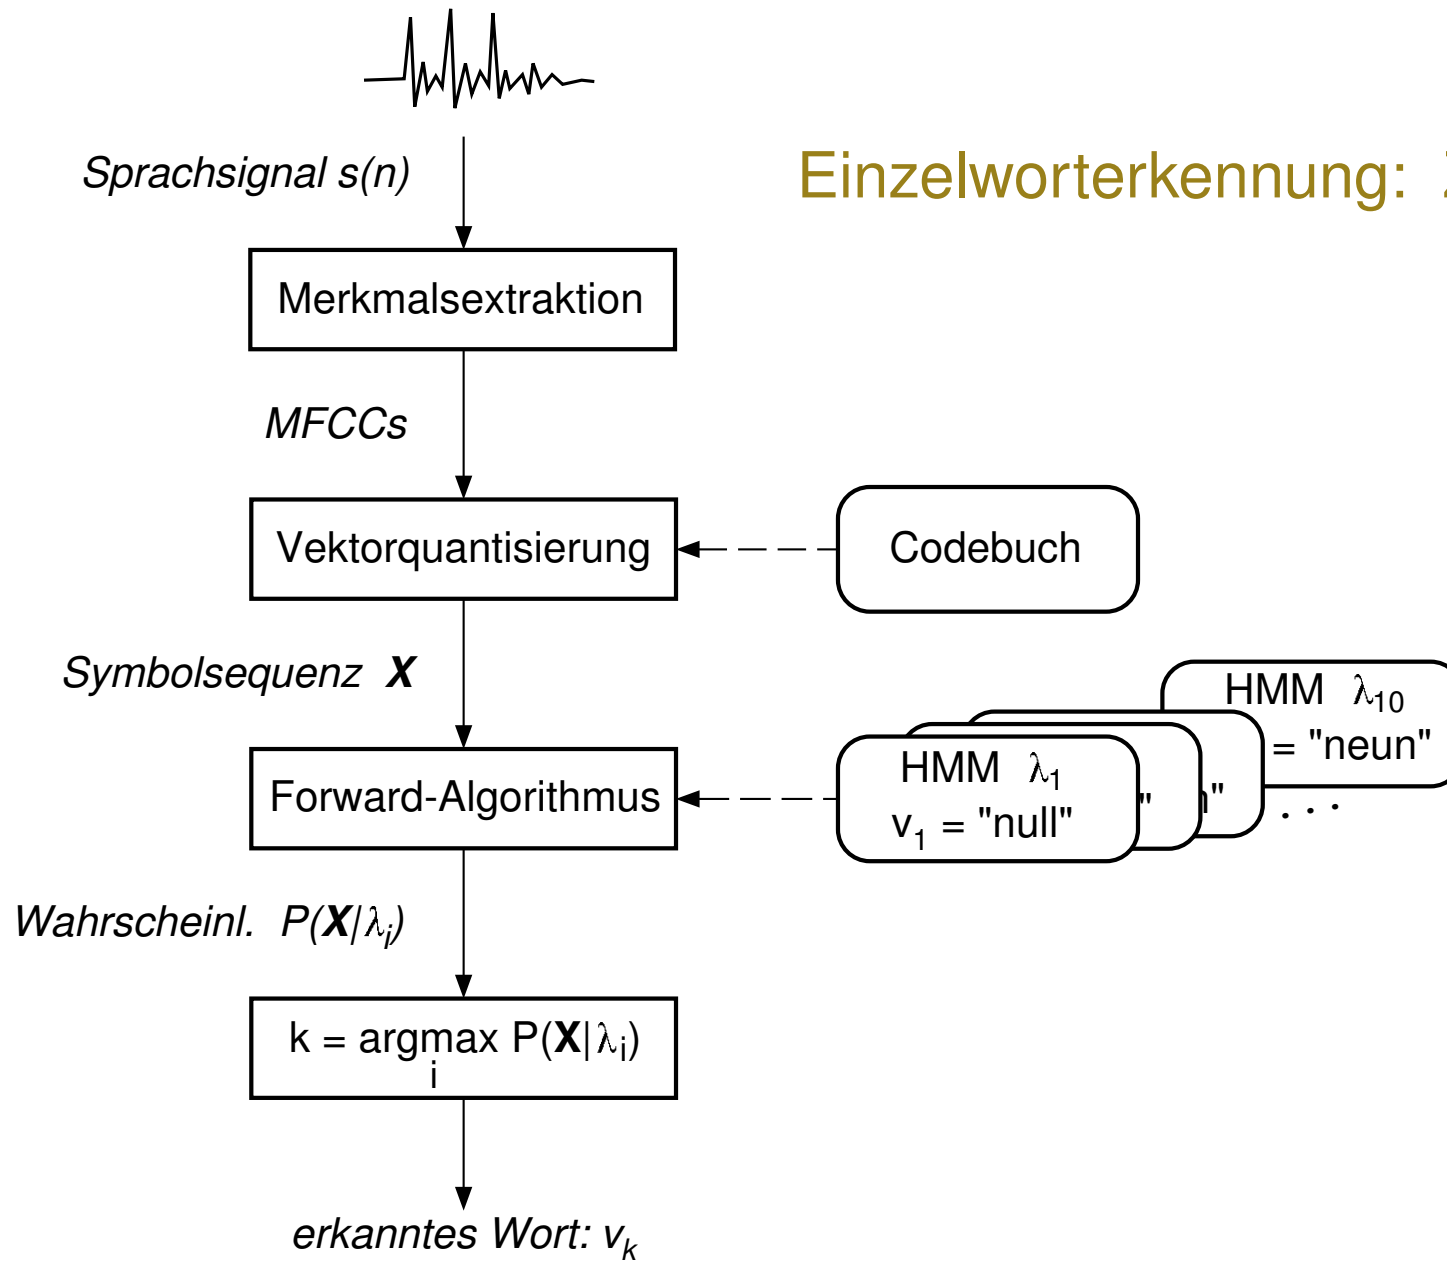 Sprachsignal s(n)
Einzelworterkennung:
Merkmalsextraktion
MFCCs
Vektorquantisierung
Codebuch
Symbolsequenz X
HMM λ10
= "neun"
Forward-Algorithmus
HMM λ1
v1 = "null"
"
"
. . .
Wahrscheinl. P(X|λi)
k = argmax P(X|λi)
i
erkanntes Wort: vk